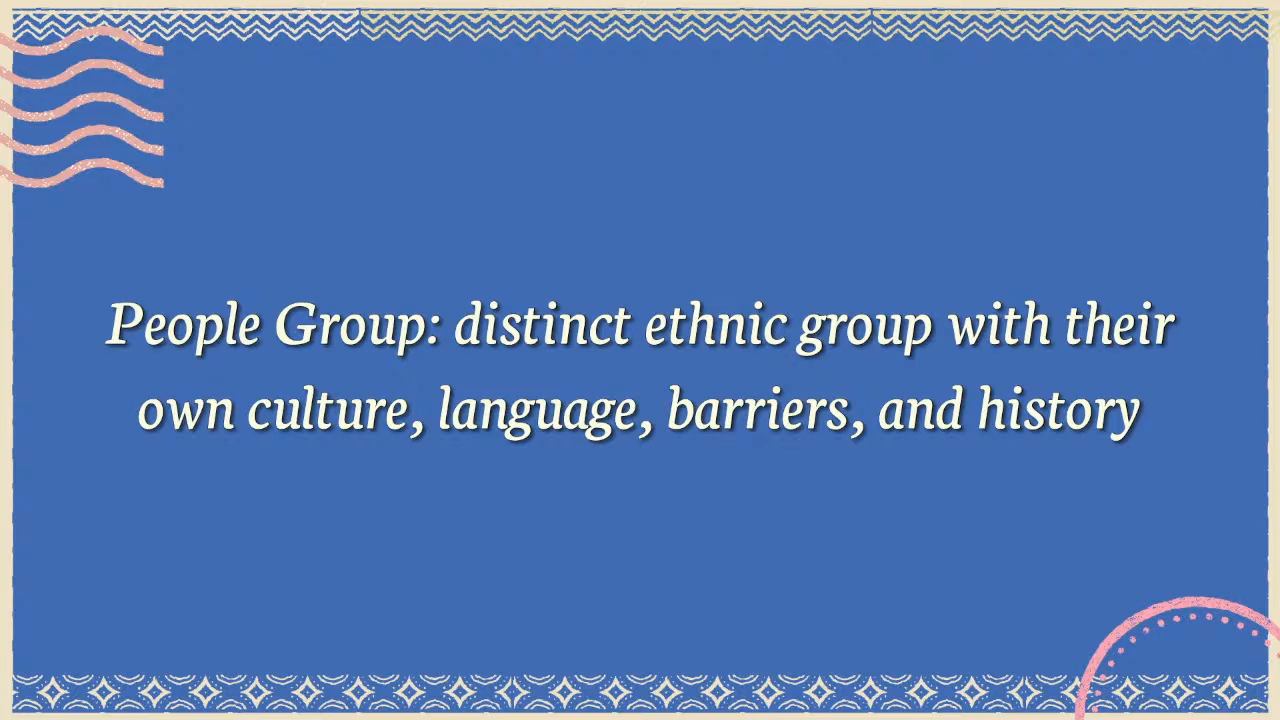 People Group: distinct ethnic group with their
own culture, language, barriers, and history